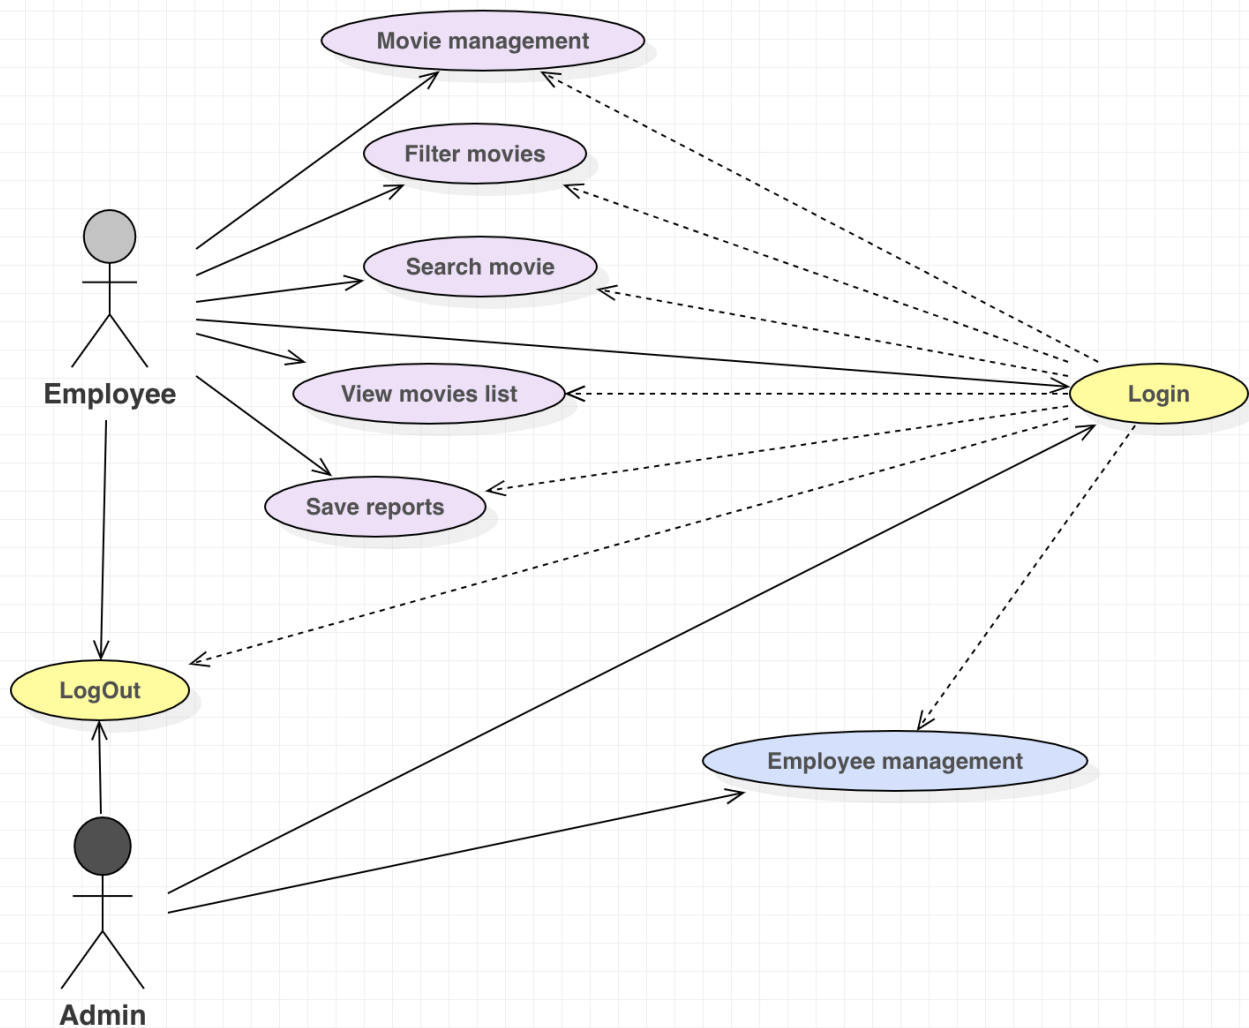 Movie management
Filter movies
Search movie
Employee
View movies list
Login
Save reports
LogOut
Employee management
Admin